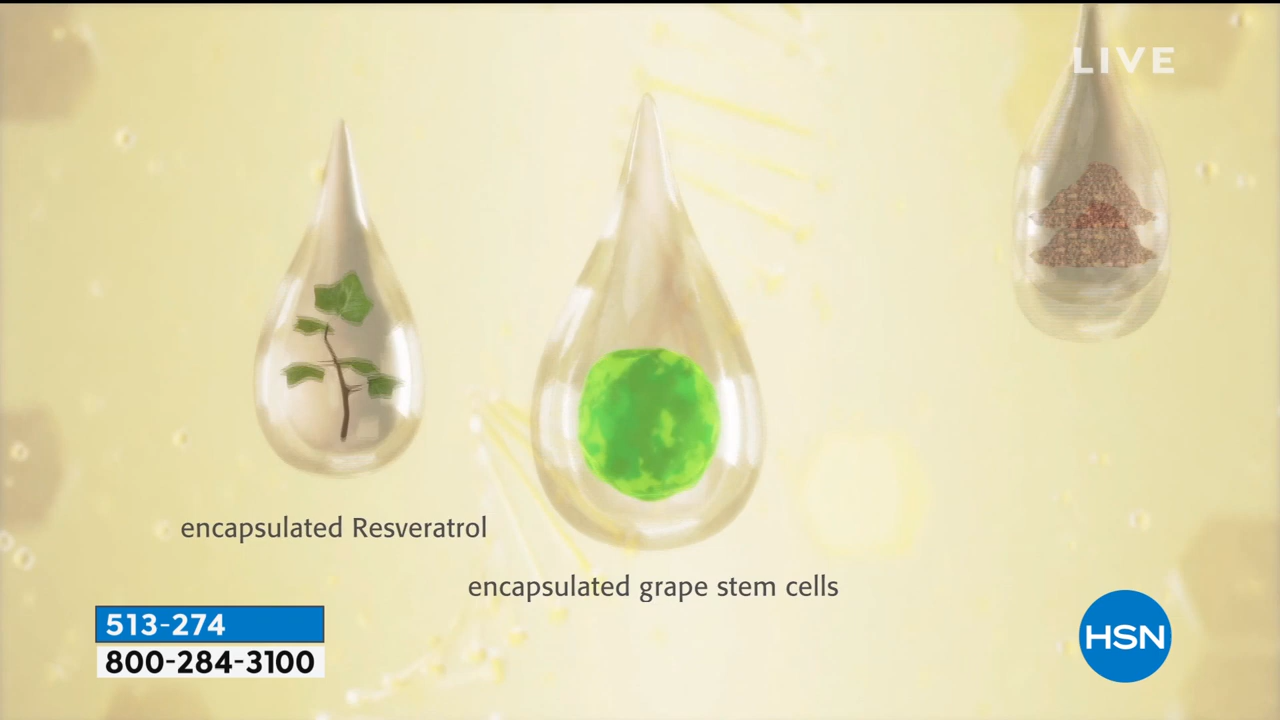 LIVE
encapsulated Resveratrol
encapsulated grape stem cells
513-274
800-284-3100
HSN